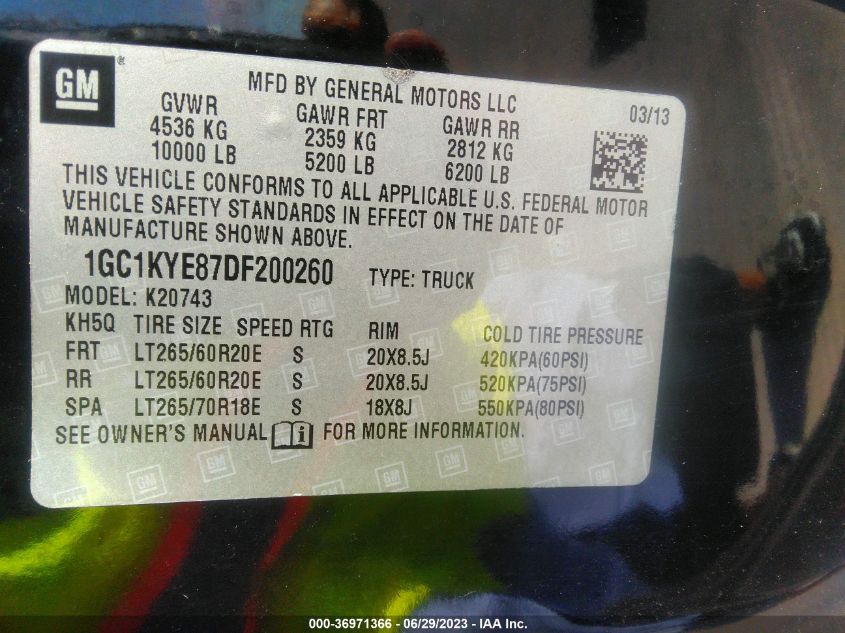 GM
MFD BY GENERAL MOTORS LLC
03/13
GVWR GAWR FRT GAWR RR
4536 KG 2359 KG 2812 KG
10000 LB 5200 LB 6200 LB
THIS VEHICLE CONFORMS TO ALL APPLICABLE U.S. FEDERAL MOTOR
VEHICLE SAFETY STANDARDS IN EFFECT ON THE DATE OF
MANUFACTURE SHOWN ABOVE.
1GC1KYE87DF200260 TYPE: TRUCK
MODEL: K20743
KH5Q TIRE SIZE SPEED RTG RIM COLD TIRE PRESSURE
FRT LT265/60R20E S 20X8.5J 420KPA(60PSI)
RR LT265/60R20E S 20X8.5J 520KPA(75PSI)
SPA LT265/70R18E S 18X8J 550KPA(80PSI)
SEE OWNER'S MANUAL i FOR MORE INFORMATION.
000-36971366 - 06/29/2023 - IAA Inc.